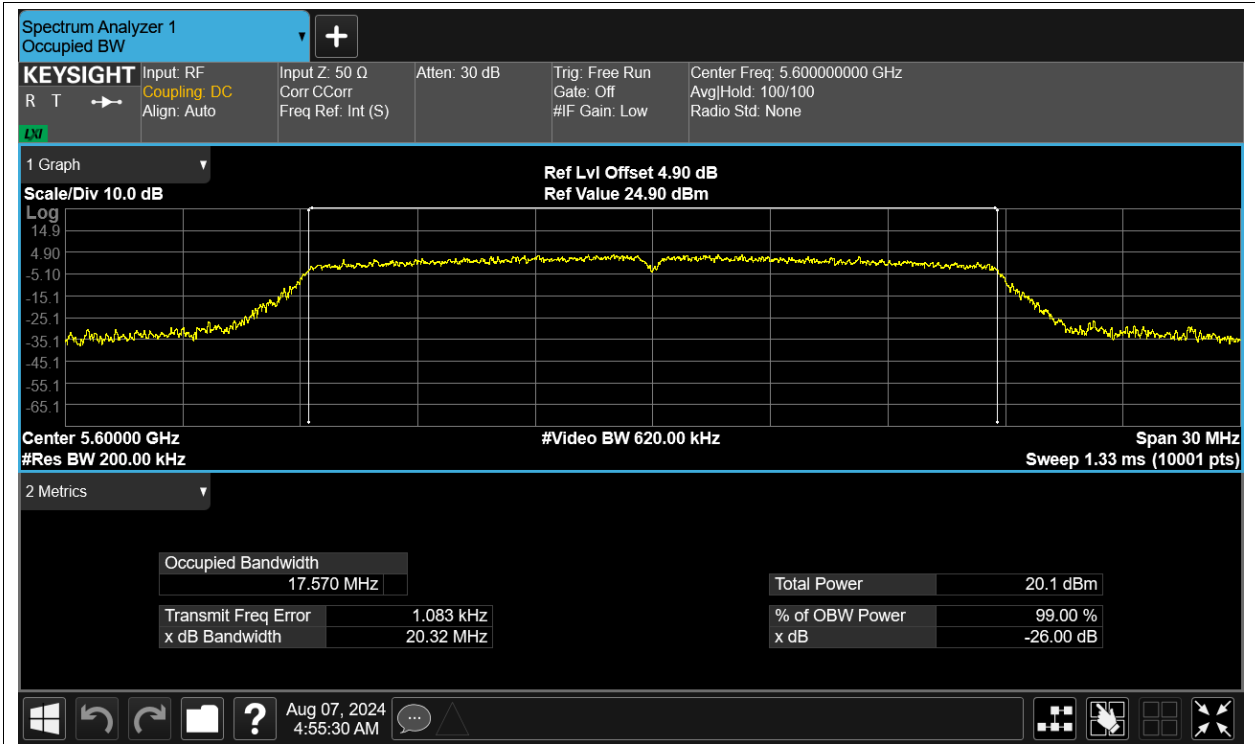 Spectrum Analyzer 1
Occupied BW
KEYSIGHT
R T
LXI
Input: RF
Coupling: DC
Align: Auto
Input Z: 50 Ω
Corr CCorr
Freq Ref: Int (S)
Atten: 30 dB
Trig: Free Run
Gate: Off
#IF Gain: Low
Center Freq: 5.600000000 GHz
Avg|Hold: 100/100
Radio Std: None
1 Graph
Ref Lvl Offset 4.90 dB
Scale/Div 10.0 dB
Ref Value 24.90 dBm
Log
14.9
4.90
-5.10
-15.1
-25.1
-35.1
-45.1
-55.1
-65.1
Center 5.60000 GHz
#Video BW 620.00 kHz
Span 30 MHz
#Res BW 200.00 kHz
Sweep 1.33 ms (10001 pts)
2 Metrics
Occupied Bandwidth
17.570 MHz
Total Power 20.1 dBm
Transmit Freq Error 1.083 kHz
% of OBW Power 99.00 %
x dB Bandwidth 20.32 MHz
x dB -26.00 dB
?
Aug 07, 2024
4:55:30 AM